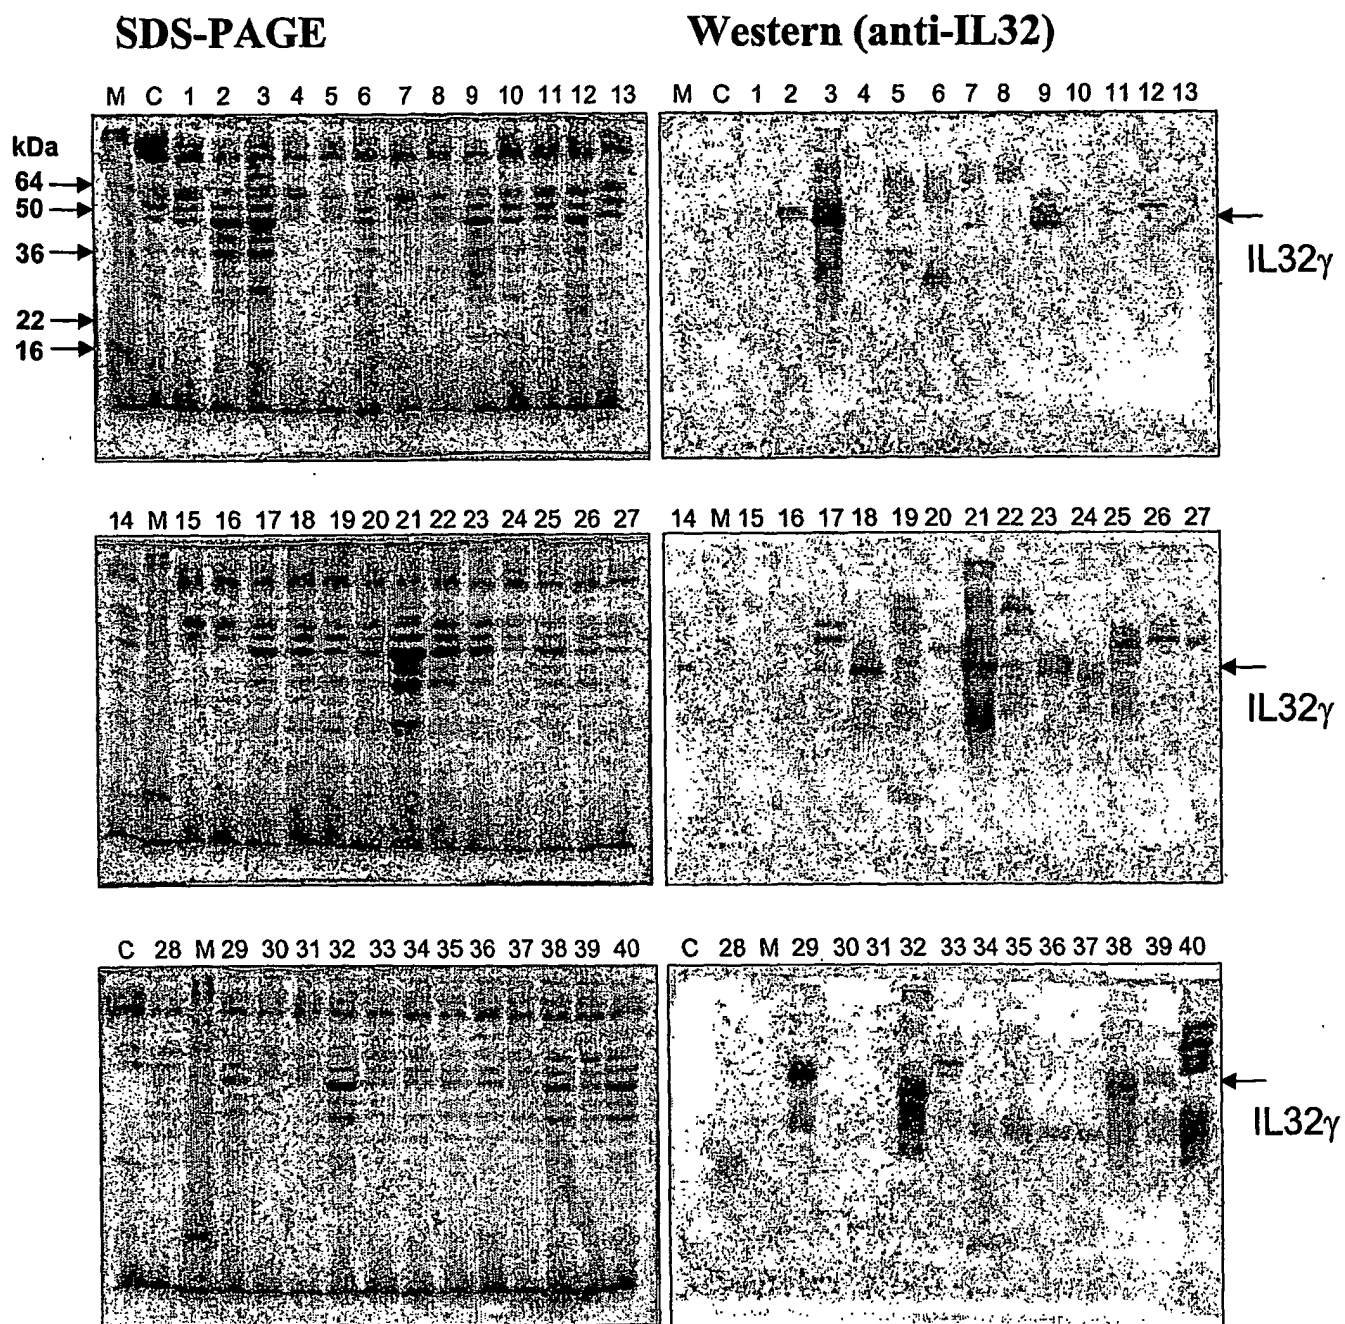 SDS-PAGE
Western (anti-IL32)
M C 1 2 3 4 5 6 7 8 9 10 11 12 13
M C 1 2 3 4 5 6 7 8 9 10 11 12 13
kDa
64
50
36
22
16
IL32γ
14 M 15 16 17 18 19 20 21 22 23 24 25 26 27
14 M 15 16 17 18 19 20 21 22 23 24 25 26 27
IL32γ
C 28 M 29 30 31 32 33 34 35 36 37 38 39 40
C 28 M 29 30 31 32 33 34 35 36 37 38 39 40
IL32γ